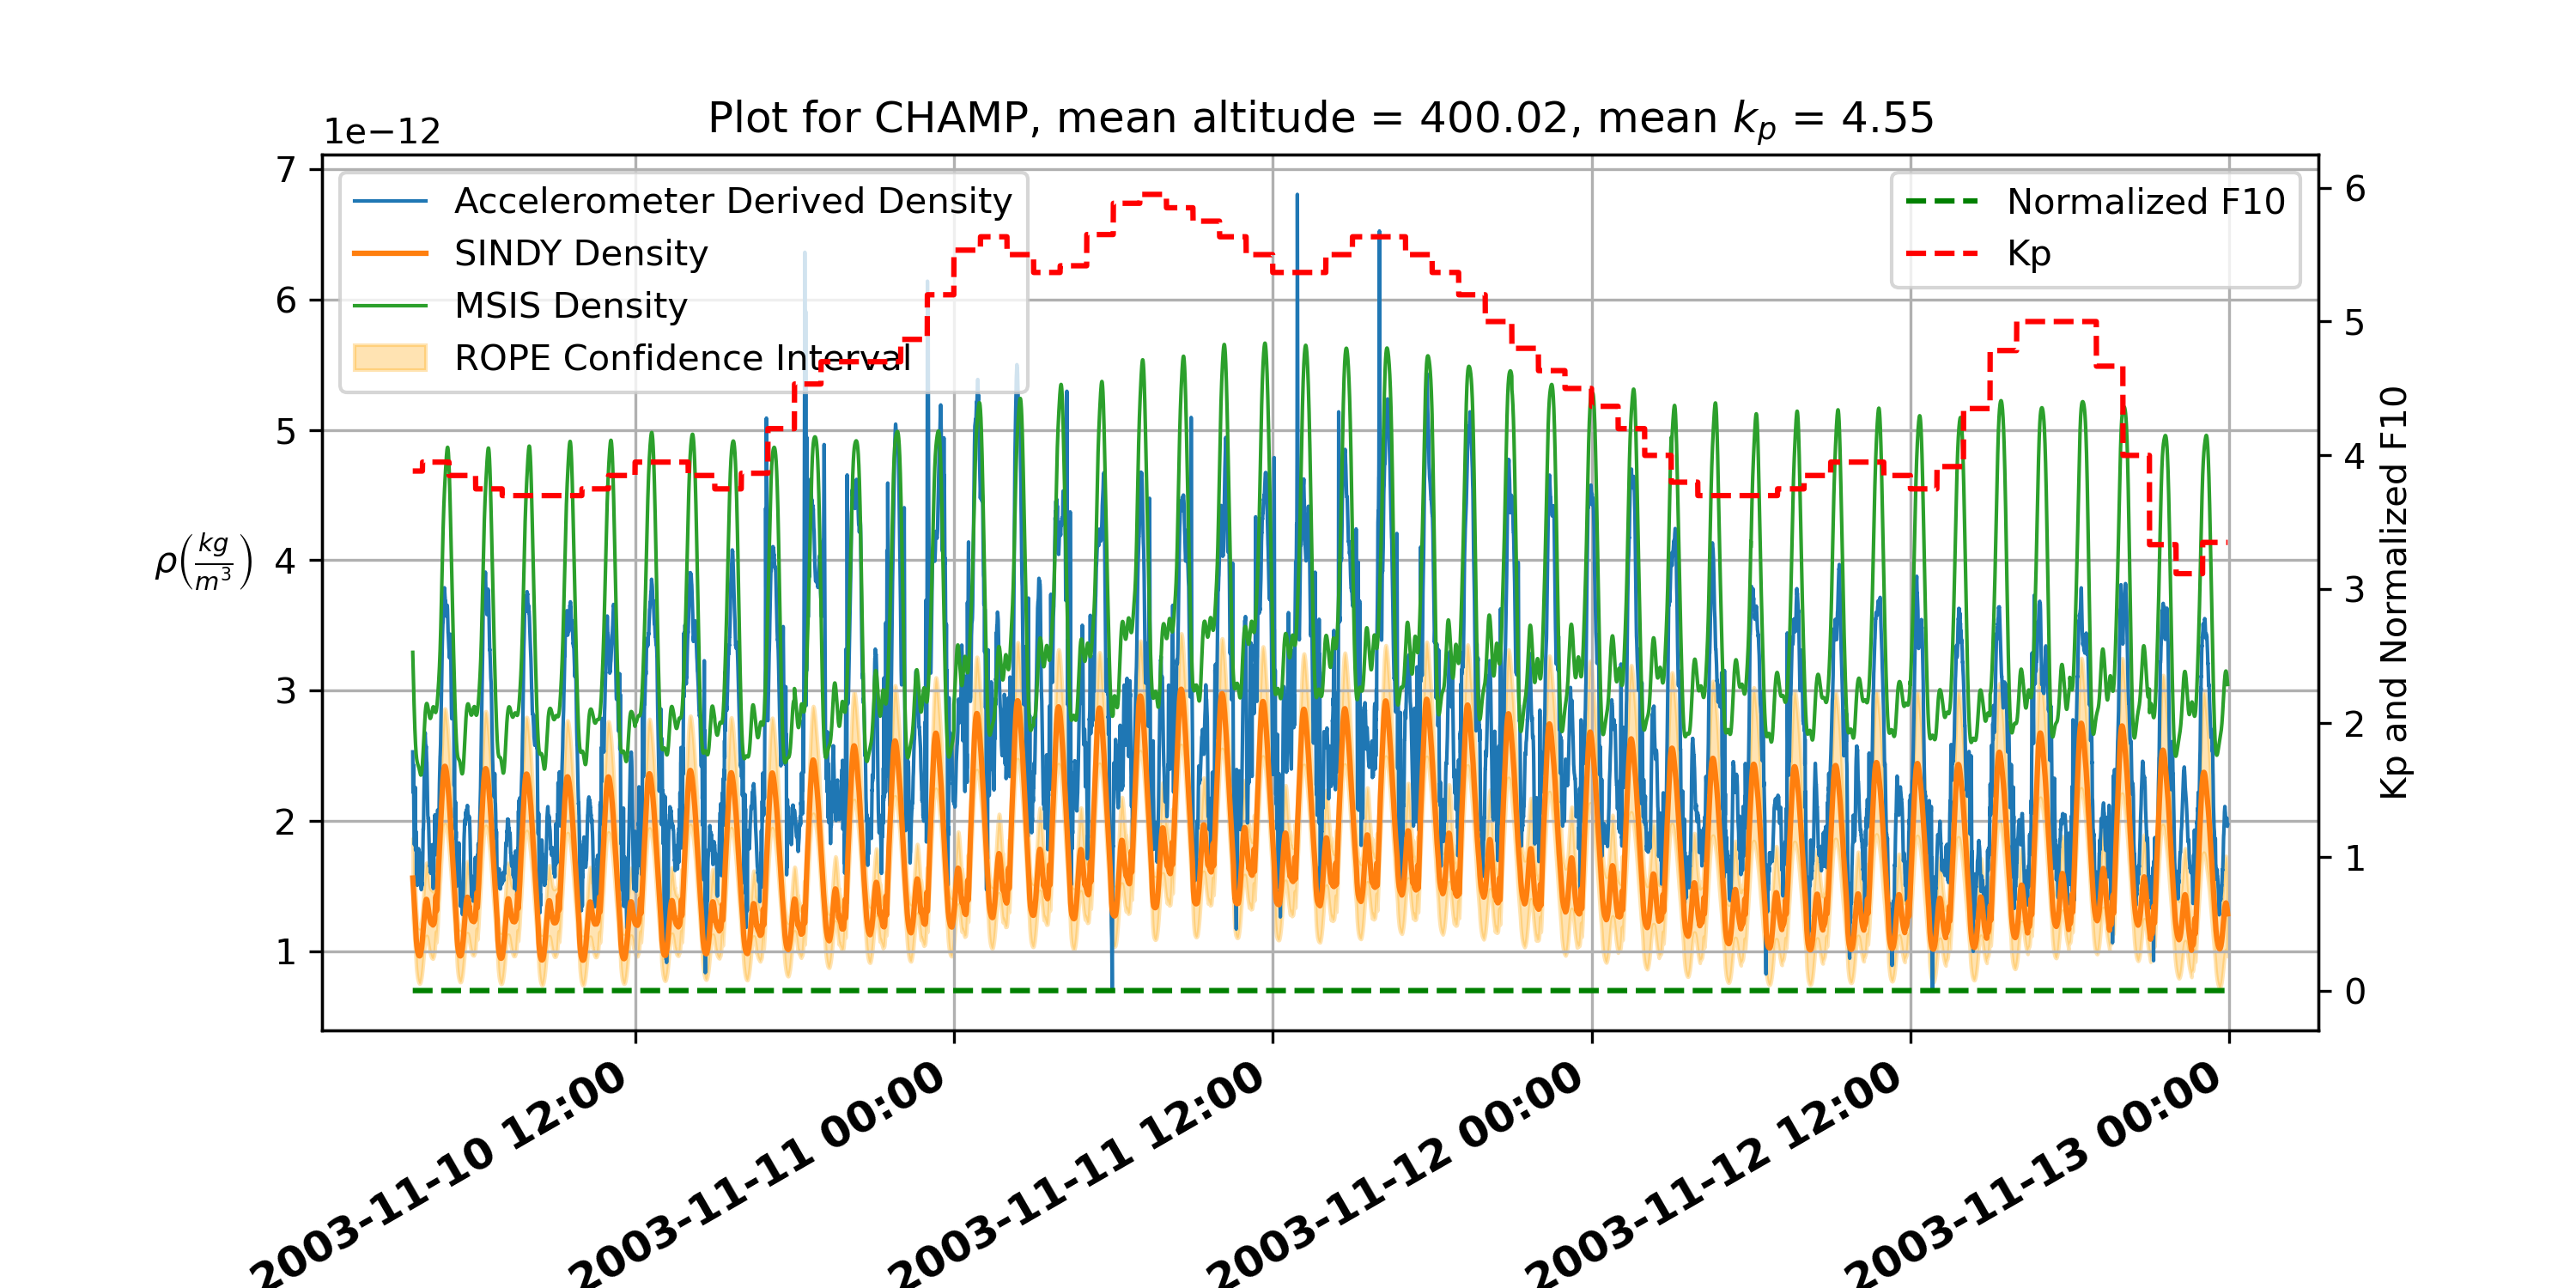 Plot for CHAMP, mean altitude = 400.02, mean kₚ = 4.55
1e−12
7
6
5
4
3
2
1
ρ(kg/m³)
Accelerometer Derived Density
SINDY Density
MSIS Density
ROPE Confidence Interval
Normalized F10
Kp
6
5
4
3
2
1
0
Kp and Normalized F10
2003-11-10 12:00
2003-11-11 00:00
2003-11-11 12:00
2003-11-12 00:00
2003-11-12 12:00
2003-11-13 00:00